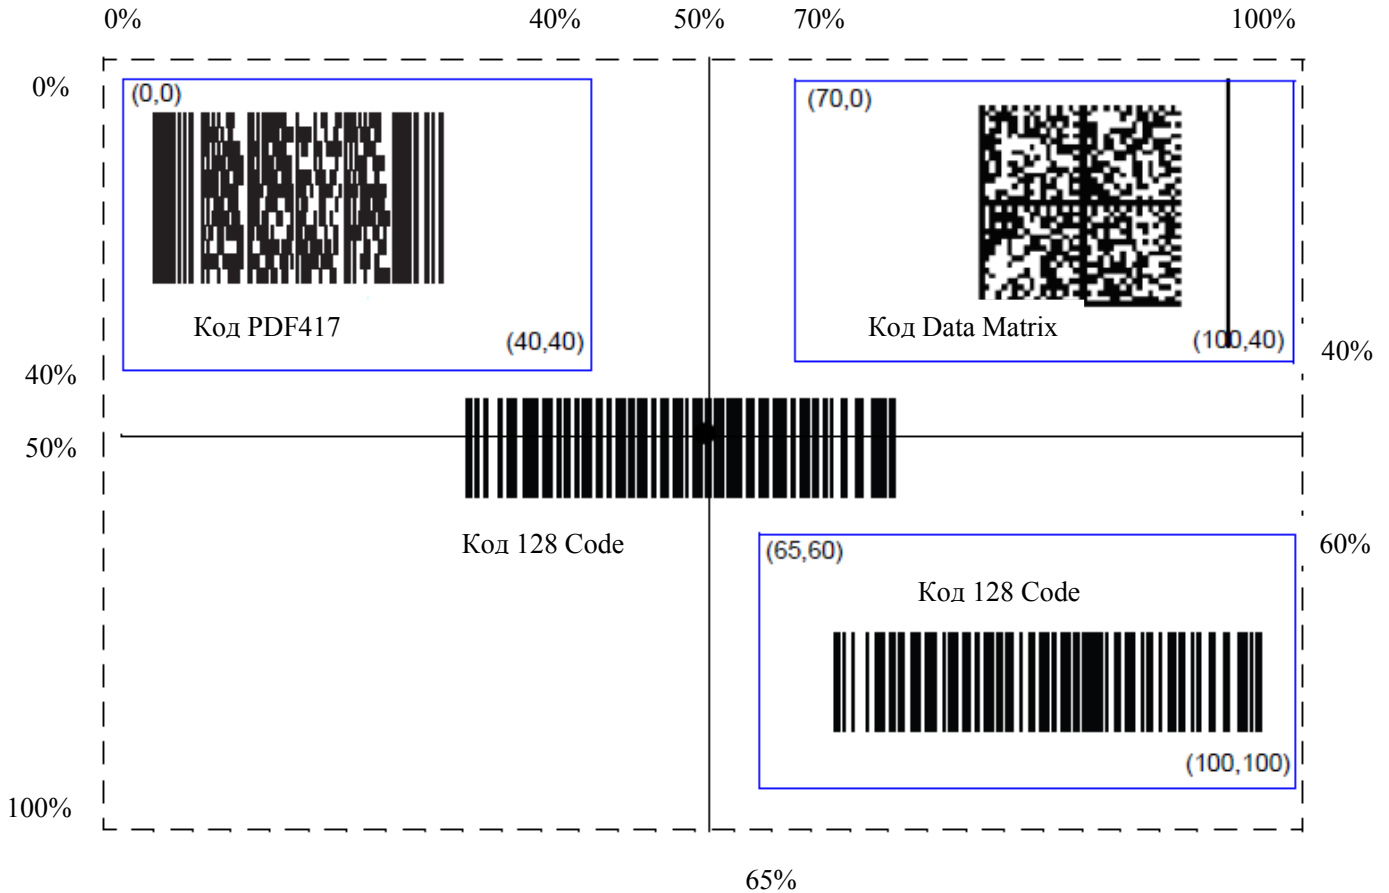 0% 40% 50% 70% 100%
0%
(0,0) (70,0)
Код PDF417 Код Data Matrix
(40,40) (100,40) 40%
40%
50%
Код 128 Code 60%
(65,60)
Код 128 Code
(100,100)
100%
65%